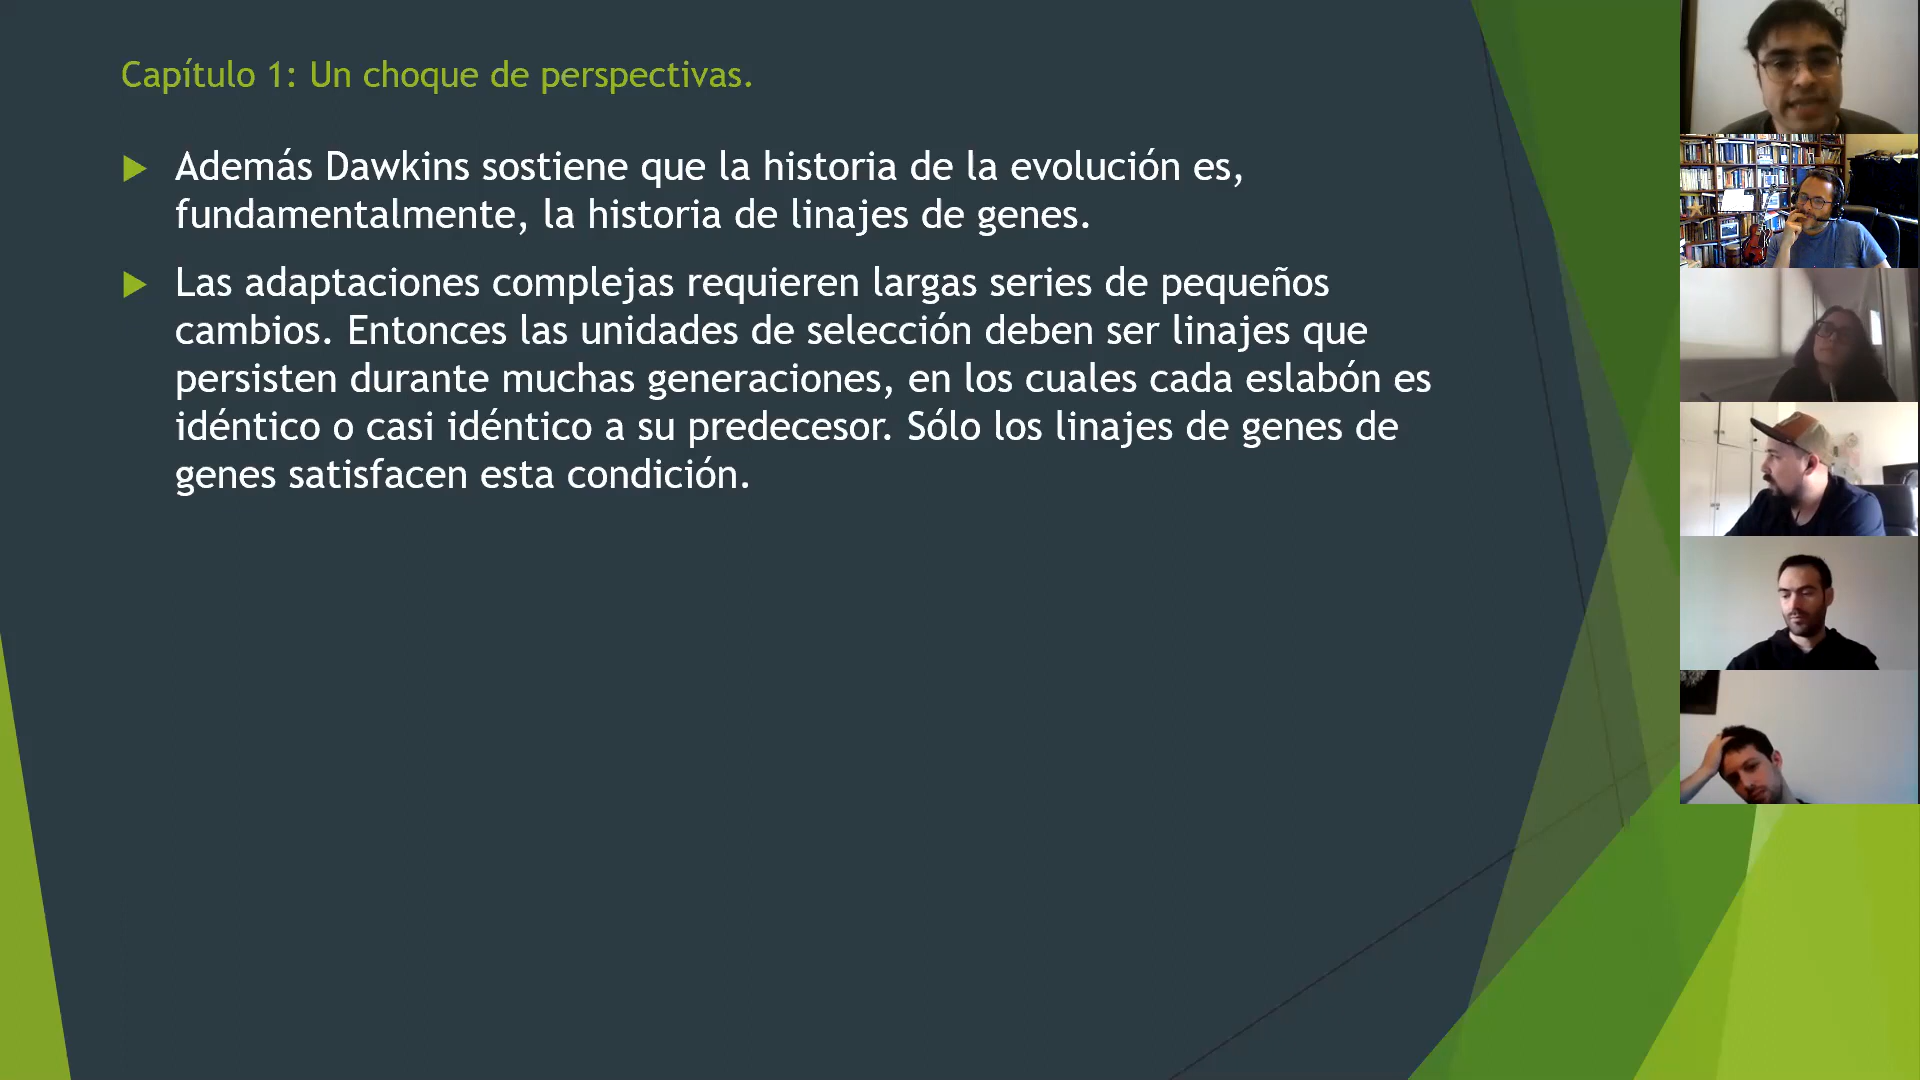 Capítulo 1: Un choque de perspectivas.
Además Dawkins sostiene que la historia de la evolución es,
fundamentalmente, la historia de linajes de genes.
Las adaptaciones complejas requieren largas series de pequeños
cambios. Entonces las unidades de selección deben ser linajes que
persisten durante muchas generaciones, en los cuales cada eslabón es
idéntico o casi idéntico a su predecesor. Sólo los linajes de genes de
genes satisfacen esta condición.